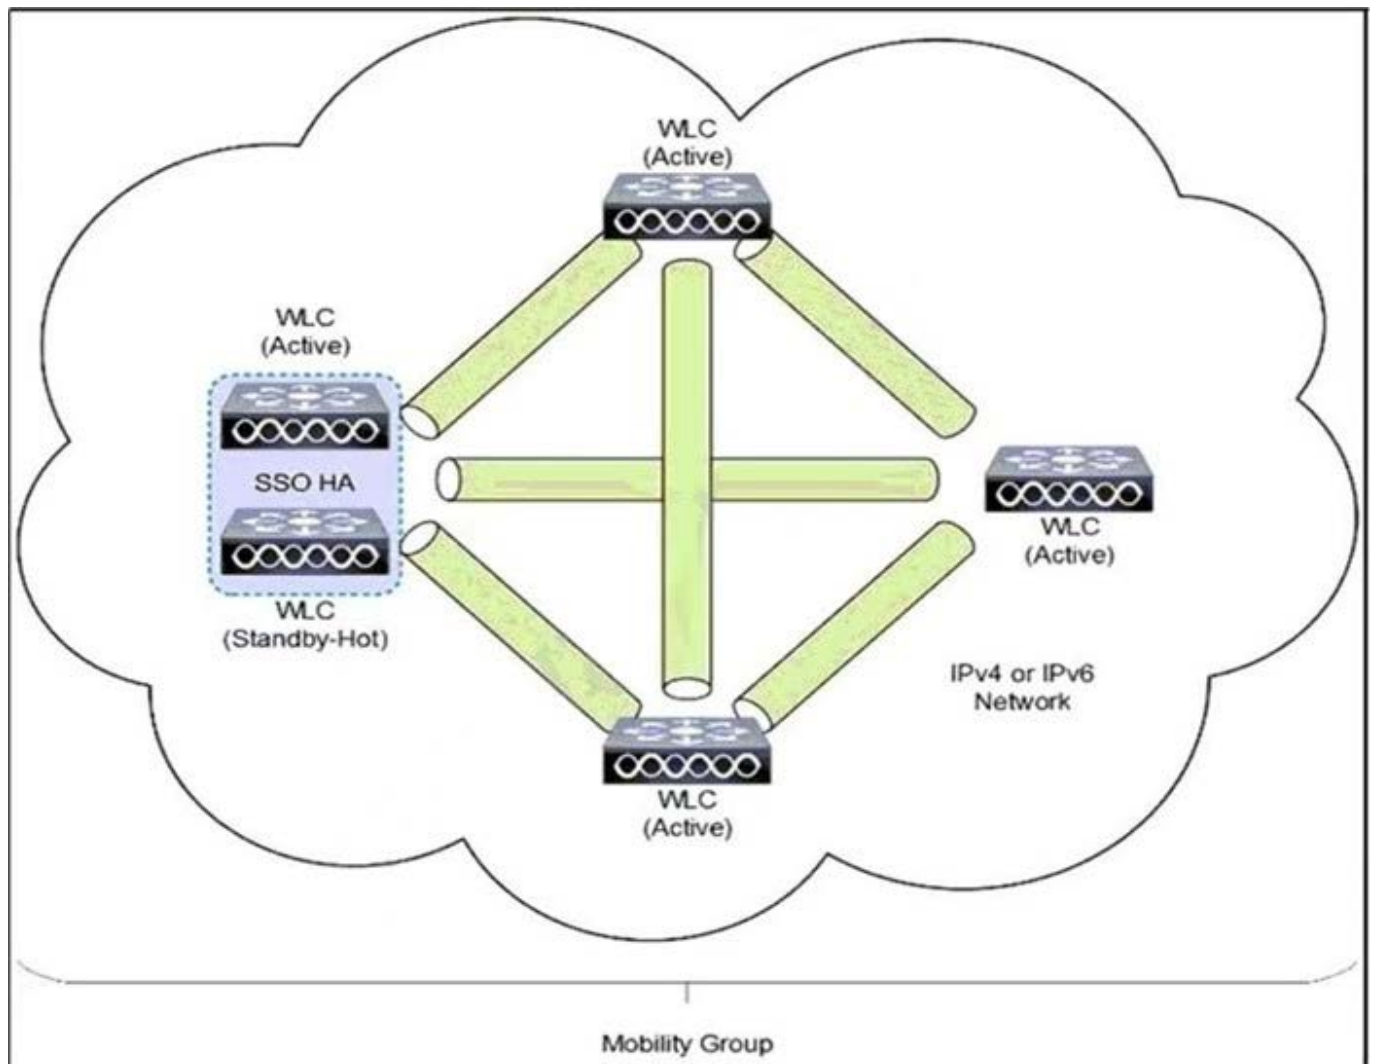 WLC
(Active)
WLC
(Active)
SSO HA
WLC
(Standby-Hot)
WLC
(Active)
IPv4 or IPv6
Network
WLC
(Active)
Mobility Group